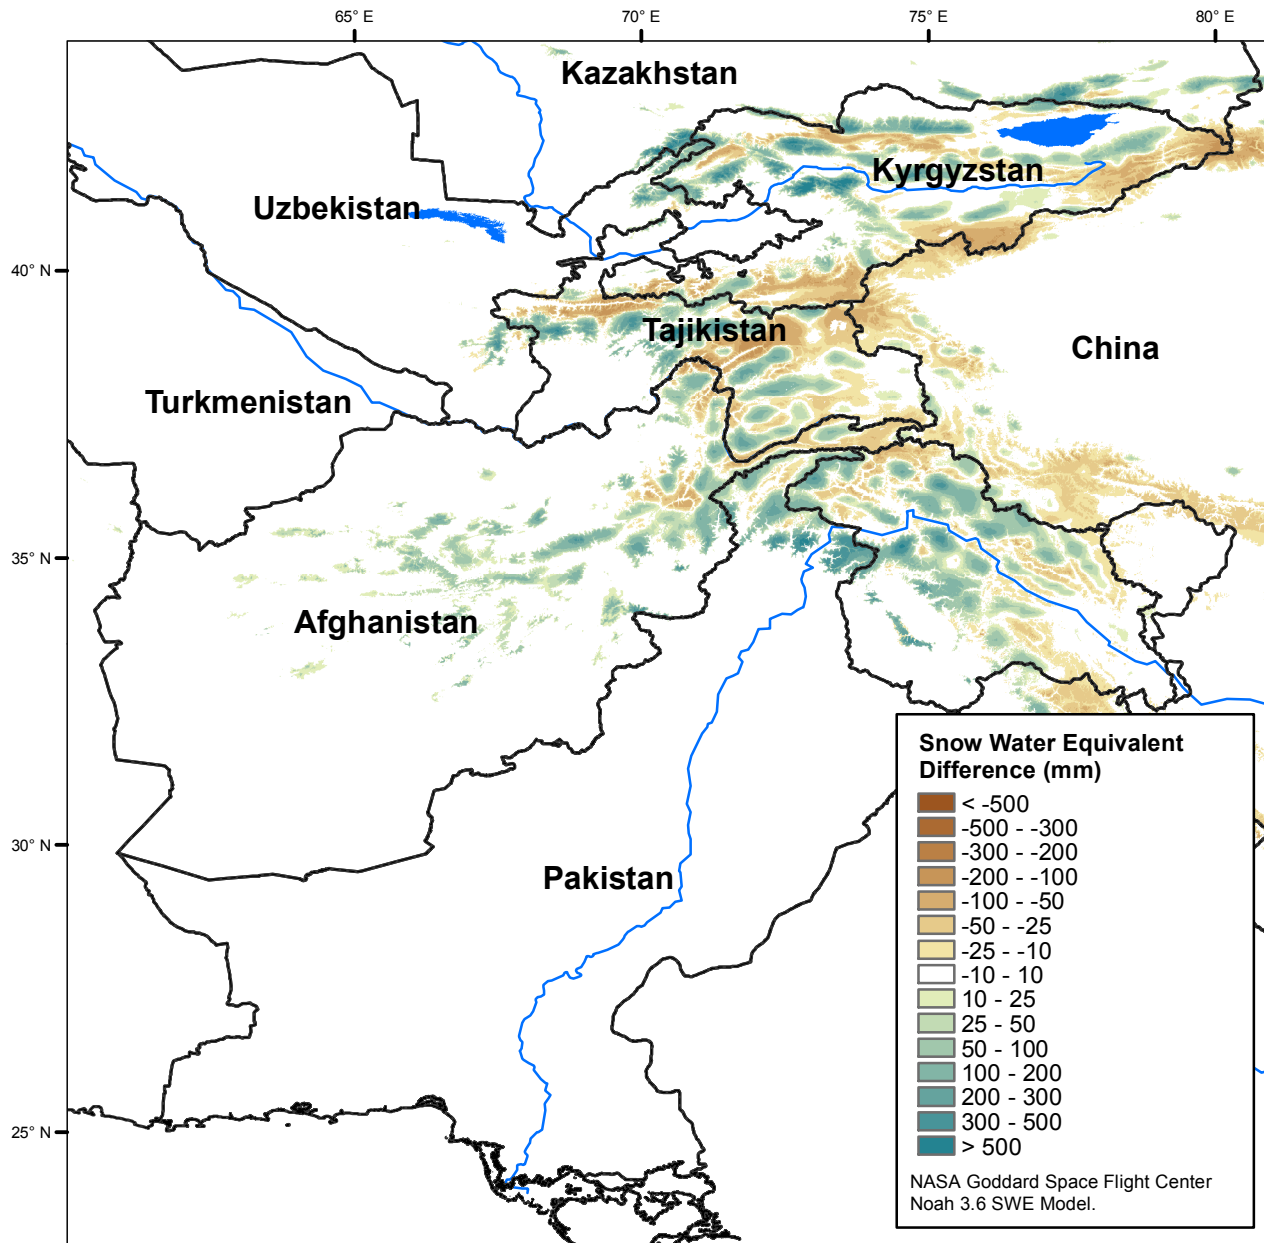 65° E
70° E
75° E
80° E
Kazakhstan
Kyrgyzstan
Uzbekistan
40° N
Tajikistan
China
Turkmenistan
35° N
Afghanistan
Snow Water Equivalent
Difference (mm)
< -500
-500 - -300
-300 - -200
-200 - -100
-100 - -50
-50 - -25
-25 - -10
-10 - 10
10 - 25
25 - 50
50 - 100
100 - 200
200 - 300
300 - 500
> 500
NASA Goddard Space Flight Center
Noah 3.6 SWE Model.
30° N
Pakistan
25° N